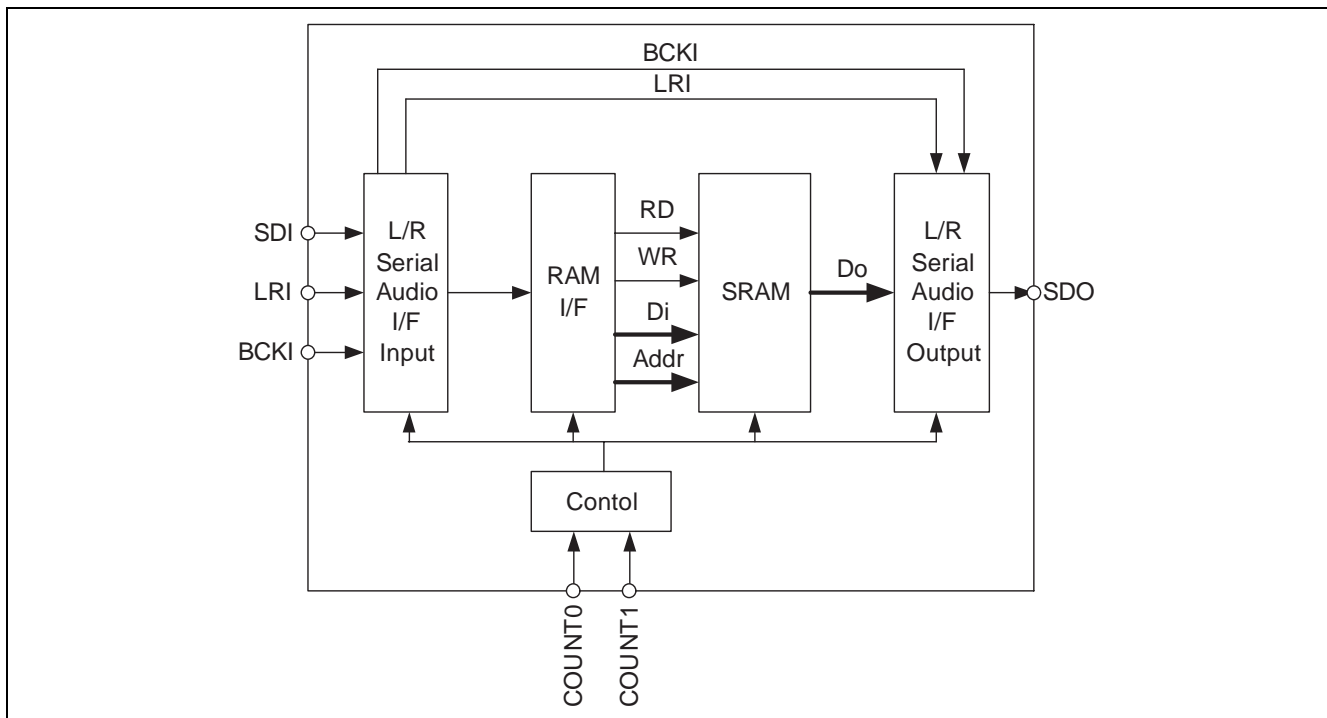 BCKI
LRI
SDI
LRI
BCKI
L/R
Serial
Audio
I/F
Input
RAM
I/F
RD
WR
Di
Addr
SRAM
Do
L/R
Serial
Audio
I/F
Output
SDO
Contol
COUNT0
COUNT1